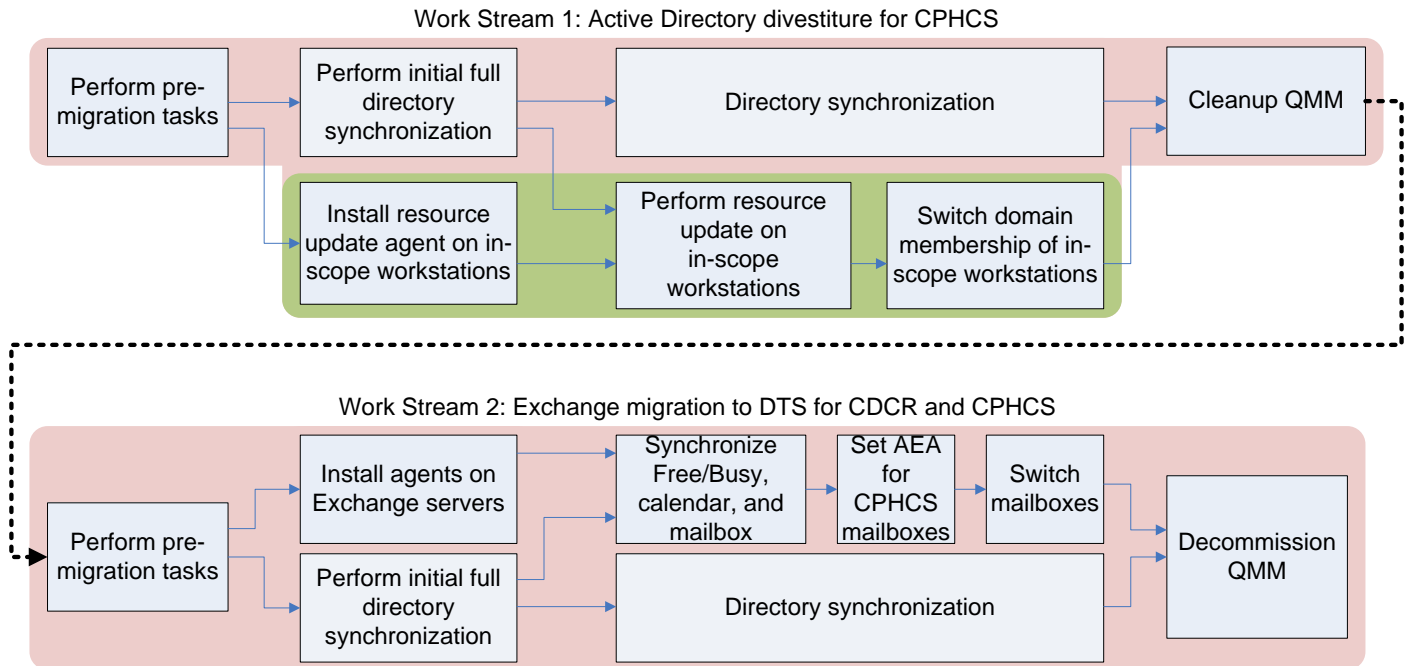 Work Stream 1: Active Directory divestiture for CPHCS
Perform pre-
migration tasks
Perform initial full
directory
synchronization
Directory synchronization
Cleanup QMM
Install resource
update agent on in-
scope workstations
Perform resource
update on
in-scope
workstations
Switch domain
membership of in-
scope workstations
Work Stream 2: Exchange migration to DTS for CDCR and CPHCS
Perform pre-
migration tasks
Install agents on
Exchange servers
Synchronize
Free/Busy,
calendar, and
mailbox
Set AEA
for
CPHCS
mailboxes
Switch
mailboxes
Perform initial full
directory
synchronization
Directory synchronization
Decommission
QMM